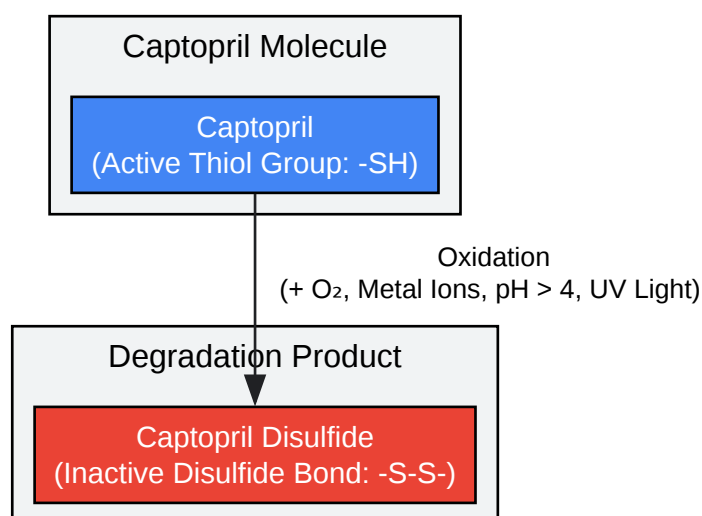 Captopril Molecule
Captopril
(Active Thiol Group: -SH)
Oxidation
(+ O₂, Metal Ions, pH > 4, UV Light)
Degradation Product
Captopril Disulfide
(Inactive Disulfide Bond: -S-S-)